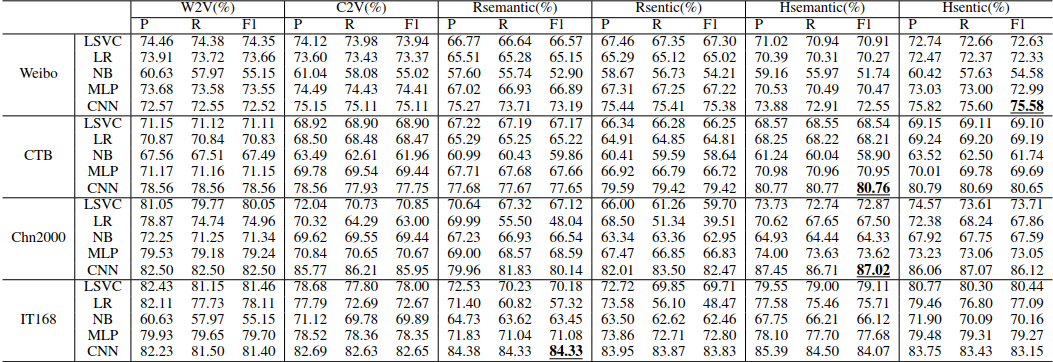 W2V(%) C2V(%) Rsemantic(%) Rsentic(%) Hsemantic(%) Hsentic(%)
P R F1 P R F1 P R F1 P R F1 P R F1 P R F1
LSVC 74.46 74.38 74.35 74.12 73.98 73.94 66.77 66.64 66.57 67.46 67.35 67.30 71.02 70.94 70.91 72.74 72.66 72.63
LR 73.91 73.72 73.66 73.60 73.43 73.37 65.51 65.28 65.15 65.29 65.12 65.02 70.39 70.31 70.27 72.47 72.37 72.33
Weibo NB 60.63 57.97 55.15 61.04 58.08 55.02 57.60 55.74 52.90 58.67 56.73 54.21 59.16 55.97 51.74 60.42 57.63 54.58
MLP 73.68 73.58 73.55 74.49 74.43 74.41 67.02 66.93 66.89 67.31 67.25 67.22 70.53 70.49 70.47 73.03 73.00 72.99
CNN 72.57 72.55 72.52 75.15 75.11 75.11 75.27 73.71 73.19 75.44 75.41 75.38 73.88 72.91 72.55 75.82 75.60 75.58
LSVC 71.15 71.12 71.11 68.92 68.90 68.90 67.22 67.19 67.17 66.34 66.28 66.25 68.57 68.55 68.54 69.15 69.11 69.10
LR 70.87 70.84 70.83 68.50 68.48 68.47 65.29 65.25 65.22 64.91 64.85 64.81 68.25 68.22 68.21 69.24 69.20 69.19
CTB NB 67.56 67.51 67.49 63.49 62.61 61.96 60.99 60.43 59.86 60.41 59.59 58.64 61.24 60.04 58.90 63.52 62.50 61.74
MLP 71.17 71.16 71.15 69.78 69.54 69.44 67.71 67.68 67.66 66.92 66.79 66.72 70.98 70.96 70.95 70.01 69.78 69.69
CNN 78.56 78.56 78.56 78.56 77.93 77.75 77.68 77.67 77.65 79.59 79.42 79.42 80.77 80.77 80.76 80.79 80.69 80.65
LSVC 81.05 79.77 80.05 72.04 70.73 70.85 70.64 67.32 67.12 66.00 61.26 59.70 73.73 72.74 72.87 74.57 73.61 73.71
LR 78.87 74.74 74.96 70.32 64.29 63.00 69.99 55.50 48.04 68.50 51.34 39.51 70.62 67.65 67.50 72.38 68.24 67.86
Chn2000 NB 72.25 71.25 71.34 69.62 69.55 69.44 67.23 66.93 66.54 63.34 63.36 62.95 64.93 64.44 64.33 67.92 67.75 67.59
MLP 79.53 79.18 79.24 70.84 70.65 70.67 69.00 68.57 68.59 67.47 66.85 66.83 74.00 73.63 73.62 73.23 73.06 73.05
CNN 82.50 82.50 82.50 85.77 86.21 85.95 79.96 81.83 80.14 82.01 83.50 82.47 87.45 86.71 87.02 86.06 87.07 86.12
LSVC 82.43 81.15 81.46 78.68 77.80 78.00 72.53 70.23 70.18 72.72 69.85 69.71 79.55 79.00 79.11 80.77 80.30 80.44
LR 82.11 77.73 78.11 77.79 72.69 72.67 71.40 60.82 57.32 73.58 56.10 48.47 77.58 75.46 75.71 79.46 76.80 77.09
IT168 NB 60.63 57.97 55.15 71.12 69.78 69.89 64.73 63.62 63.45 63.50 62.62 62.46 67.75 66.21 66.12 71.90 70.09 70.16
MLP 79.93 79.65 79.70 78.52 78.36 78.35 71.83 71.04 71.08 73.86 72.71 72.80 78.10 77.70 77.68 79.48 79.31 79.27
CNN 82.23 81.50 81.40 82.69 82.63 82.65 84.38 84.33 84.33 83.95 83.87 83.83 85.39 84.50 84.07 83.75 83.43 83.15